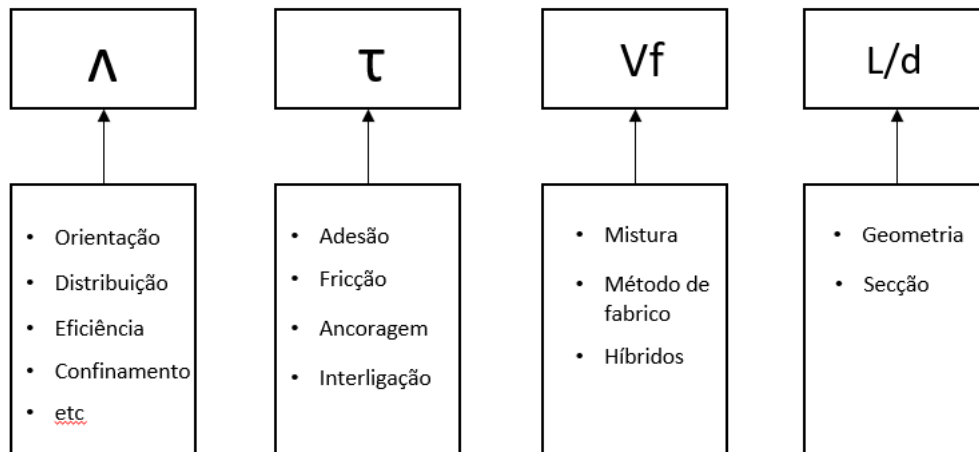 Λ
τ
Vf
L/d
• Orientação
• Distribuição
• Eficiência
• Confinamento
• etc
• Adesão
• Fricção
• Ancoragem
• Interligação
• Mistura
• Método de
fabrico
• Híbridos
• Geometria
• Secção